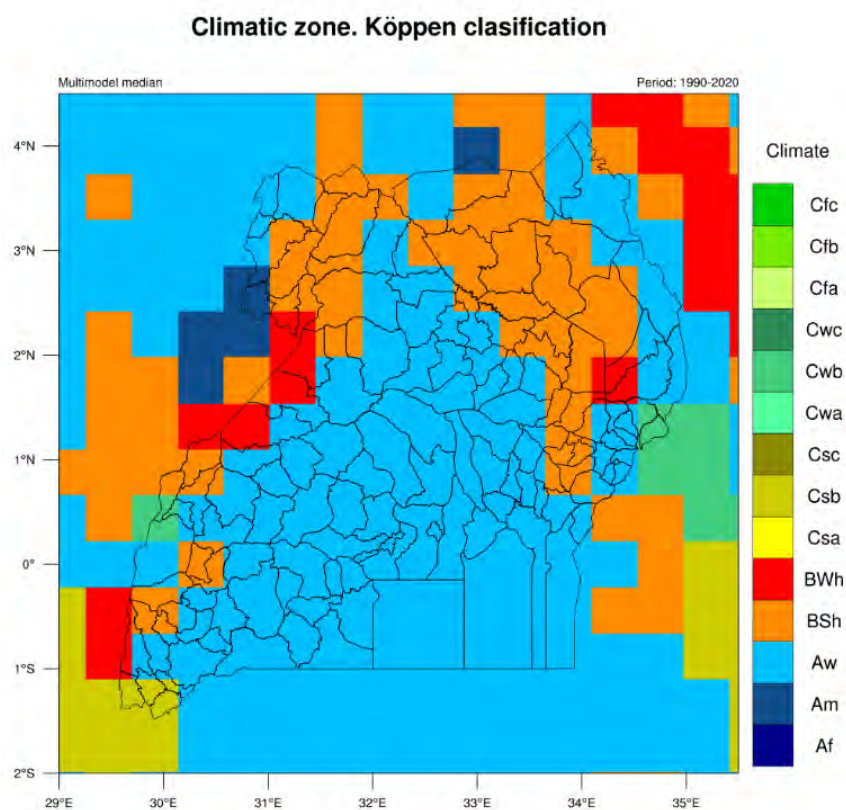 Climatic zone. Köppen clasification
Multimodel median
Period: 1990-2020
4°N
3°N
2°N
1°N
0°
1°S
2°S
29°E
30°E
31°E
32°E
33°E
34°E
35°E
Climate
Cfc
Cfb
Cfa
Cwc
Cwb
Cwa
Csc
Csb
Csa
BWh
BSh
Aw
Am
Af